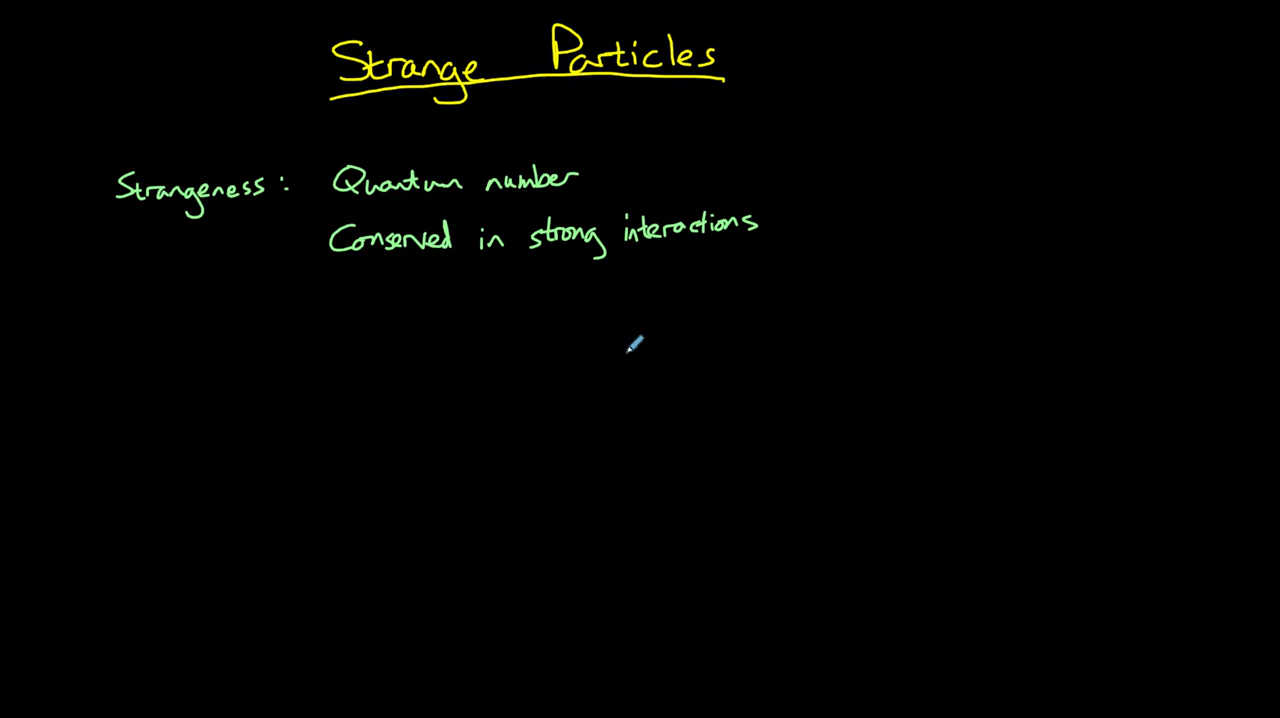 Strange Particles
Strangeness: Quantum number
Conserved in strong interactions